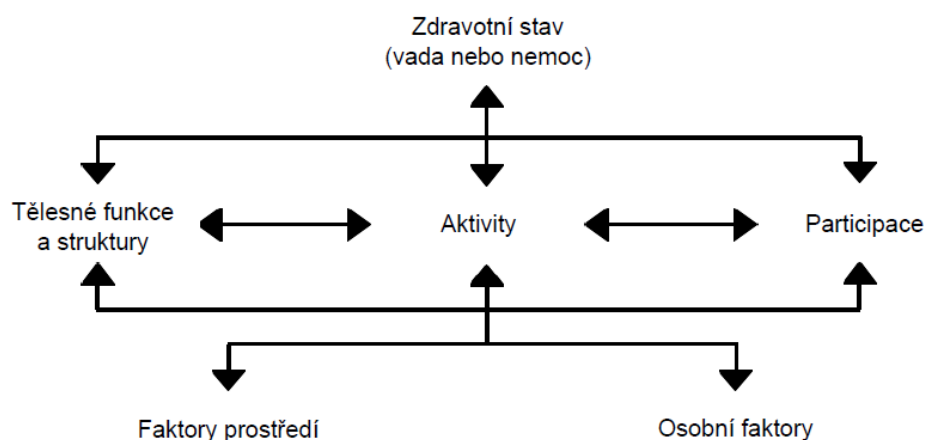 Zdravotní stav
(vada nebo nemoc)
Tělesné funkce
a struktury
Aktivity
Participace
Faktory prostředí
Osobní faktory